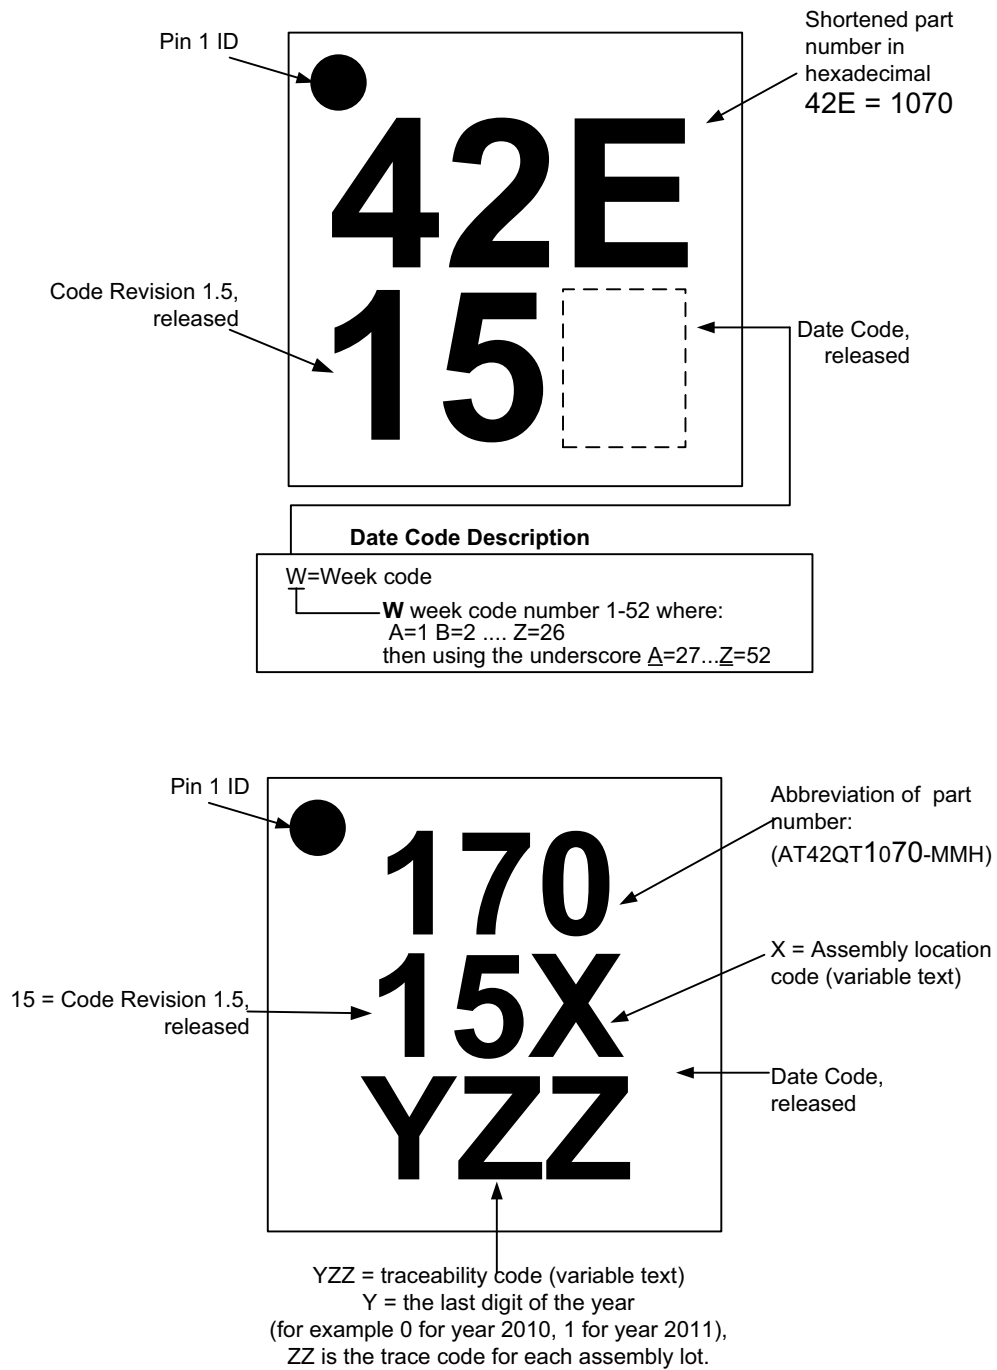 Pin 1 ID
Shortened part
number in
hexadecimal
42E = 1070
42E
Code Revision 1.5,
released
15
Date Code,
released
Date Code Description
W=Week code
W week code number 1-52 where:
A=1 B=2 .... Z=26
then using the underscore A=27...Z=52
Pin 1 ID
Abbreviation of part
number:
(AT42QT1070-MMH)
170
X = Assembly location
code (variable text)
15 = Code Revision 1.5,
released
15X
Date Code,
released
YZZ
YZZ = traceability code (variable text)
Y = the last digit of the year
(for example 0 for year 2010, 1 for year 2011),
ZZ is the trace code for each assembly lot.